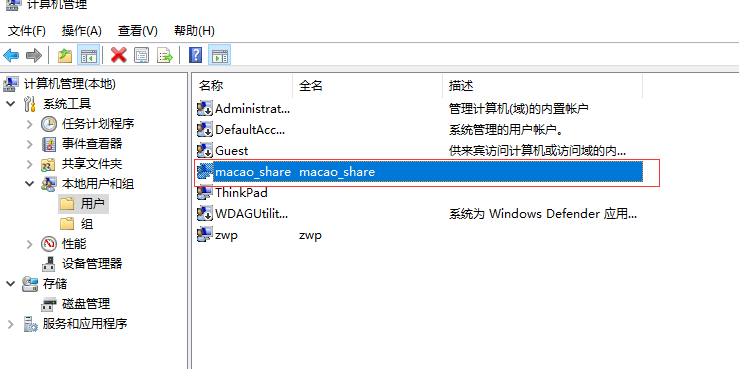 计算机管理
文件(F) 操作(A) 查看(V) 帮助(H)
计算机管理(本地)
系统工具
任务计划程序
事件查看器
共享文件夹
本地用户和组
用户
组
性能
设备管理器
存储
磁盘管理
服务和应用程序
名称 全名 描述
Administrat... 管理计算机(域)的内置帐户
DefaultAcc... 系统管理的用户帐户。
Guest 供来宾访问计算机或访问域的内...
macao_share macao_share
ThinkPad
WDAGUtilit... 系统为 Windows Defender 应用...
zwp zwp